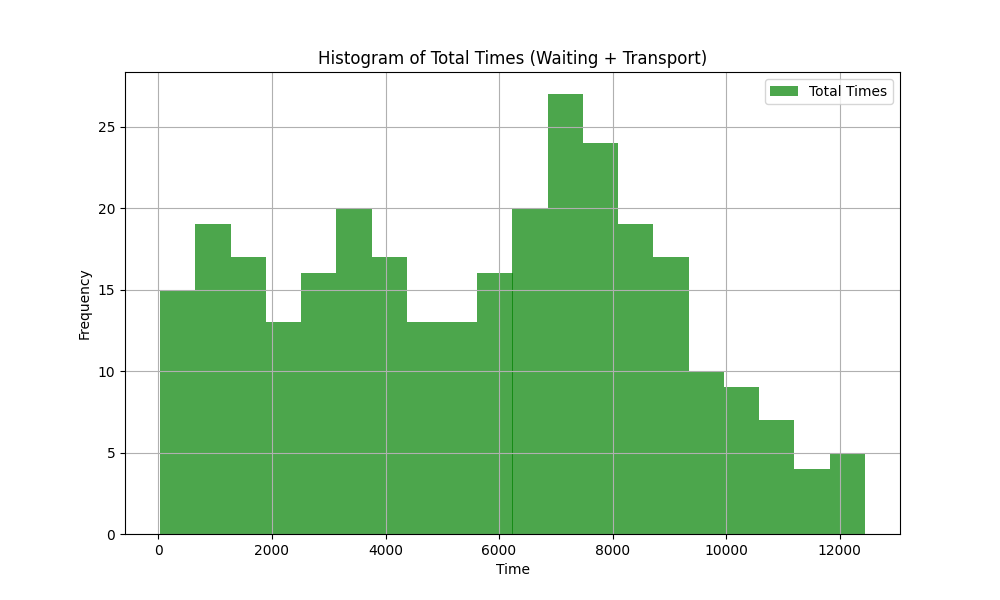 Histogram of Total Times (Waiting + Transport)
Total Times
Frequency
25
20
15
10
5
0
0 2000 4000 6000 8000 10000 12000
Time